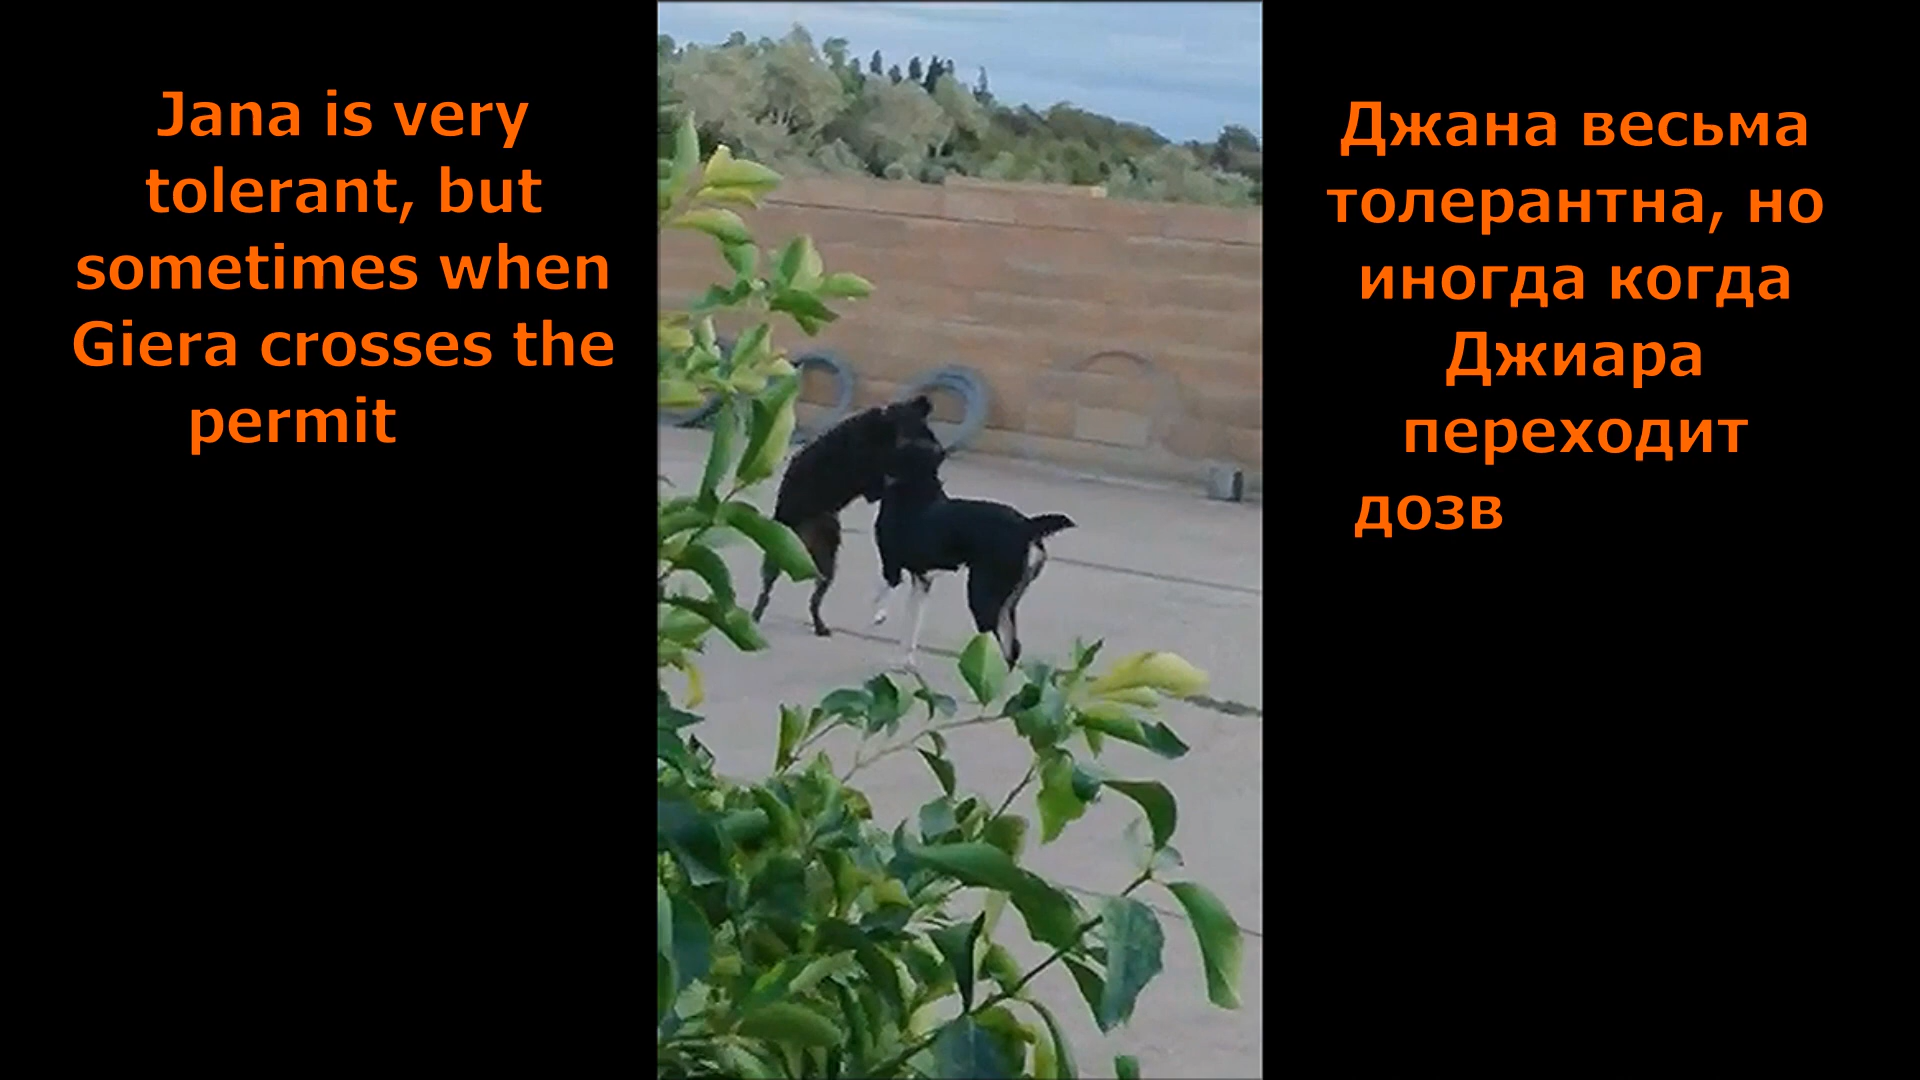 Jana is very
tolerant, but
sometimes when
Giera crosses the
permit
Джана весьма
толерантна, но
иногда когда
Джиара
переходит
дозв